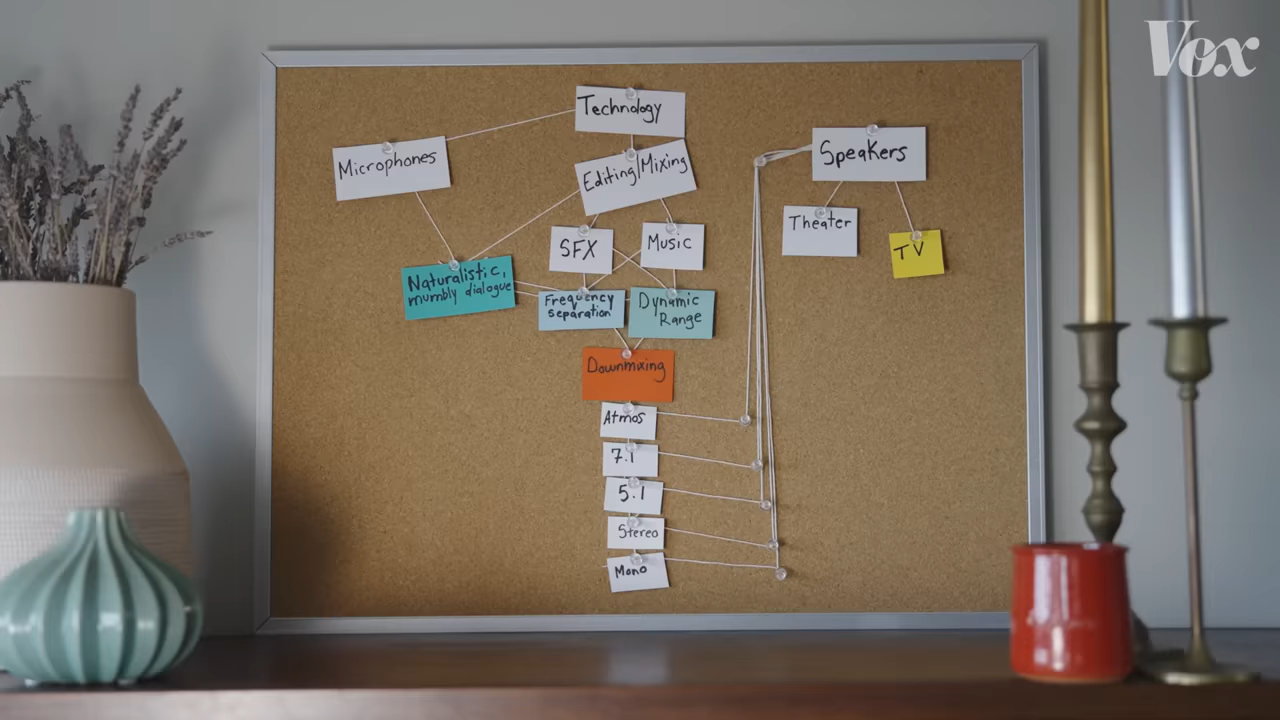 Vox
Technology
Microphones
Editing/Mixing
Speakers
SFX
Music
Theater
TV
Naturalistic,
mumbly dialogue
Frequency
separation
Dynamic
Range
Downmixing
Atmos
7.1
5.1
Stereo
Mono